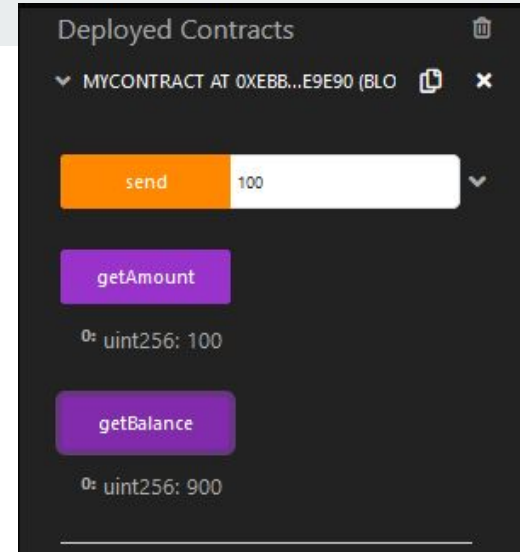 Deployed Contracts
MYCONTRACT AT 0XEBB...E9E90 (BLO
send 100
getAmount
0: uint256: 100
getBalance
0: uint256: 900